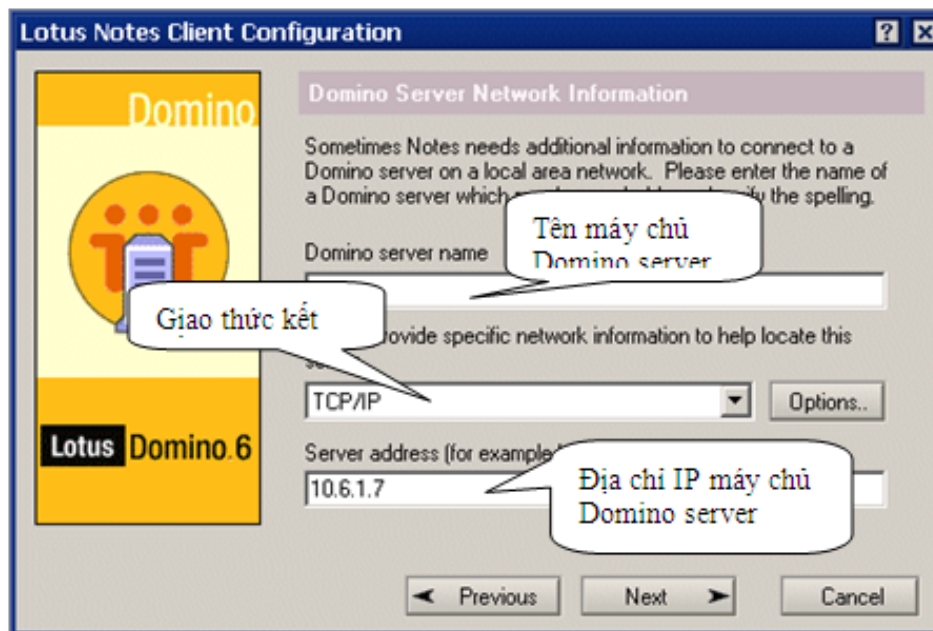 Lotus Notes Client Configuration
Domino
Domino Server Network Information
Sometimes Notes needs additional information to connect to a
Domino server on a local area network. Please enter the name of
a Domino server which the spelling.
Tên máy chủ
Domino server
Domino server name
Giao thức kết
provide specific network information to help locate this
TCP/IP
Options..
Lotus Domino.6
Server address (for example
10.6.1.7
Địa chỉ IP máy chủ
Domino server
Previous
Next
Cancel